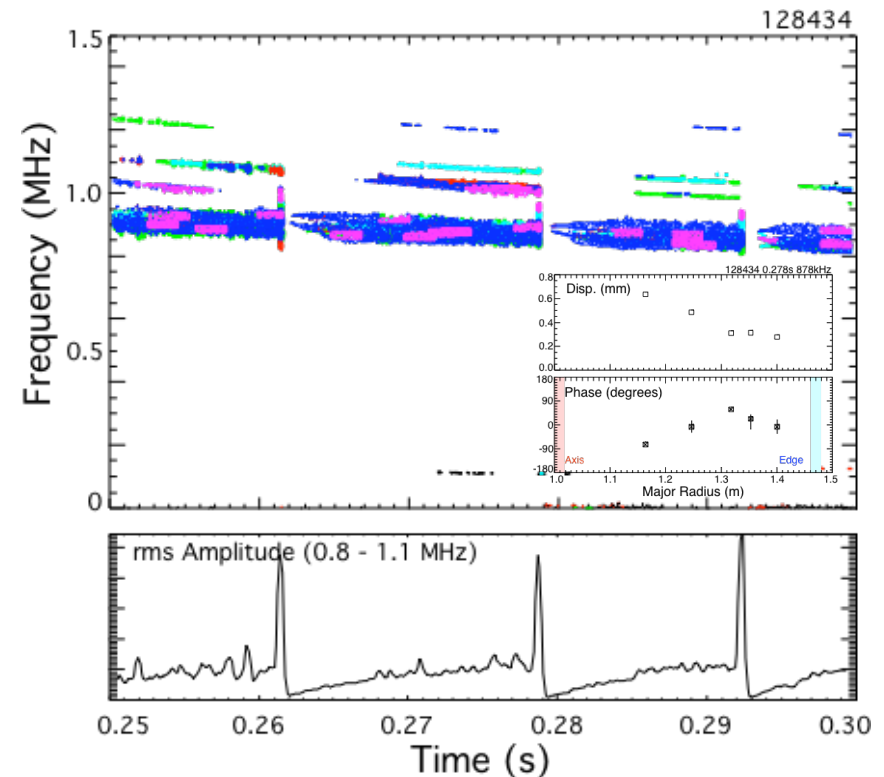 128434
1.5
1.0
0.5
0
Frequency (MHz)
128434 0.278s 878kHz
0.8
0.6
0.4
0.2
0.0
Disp. (mm)
180
90
0
-90
-180
Phase (degrees)
Axis
Edge
1.0 1.1 1.2 1.3 1.4 1.5
Major Radius (m)
rms Amplitude (0.8 - 1.1 MHz)
0.25 0.26 0.27 0.28 0.29 0.30
Time (s)